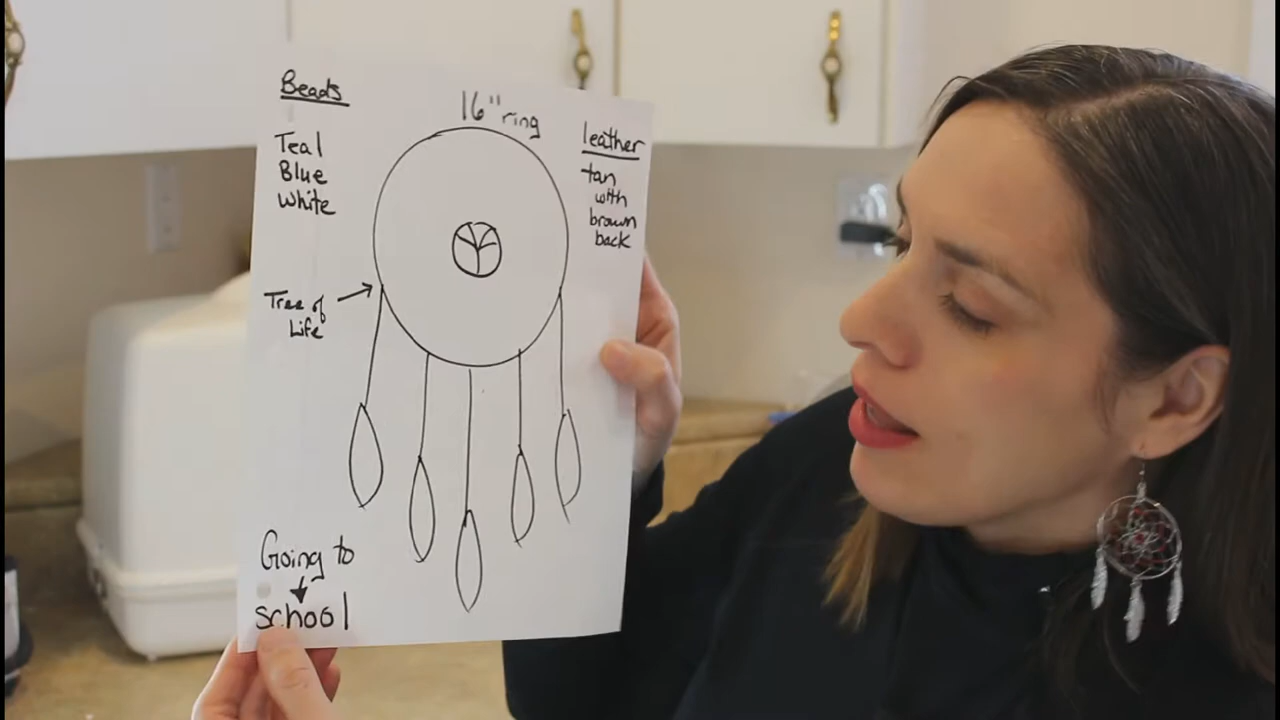 Beads
Teal
Blue
White
16" ring
leather
tan
with
brown
back
Tree of
Life
Going to
school